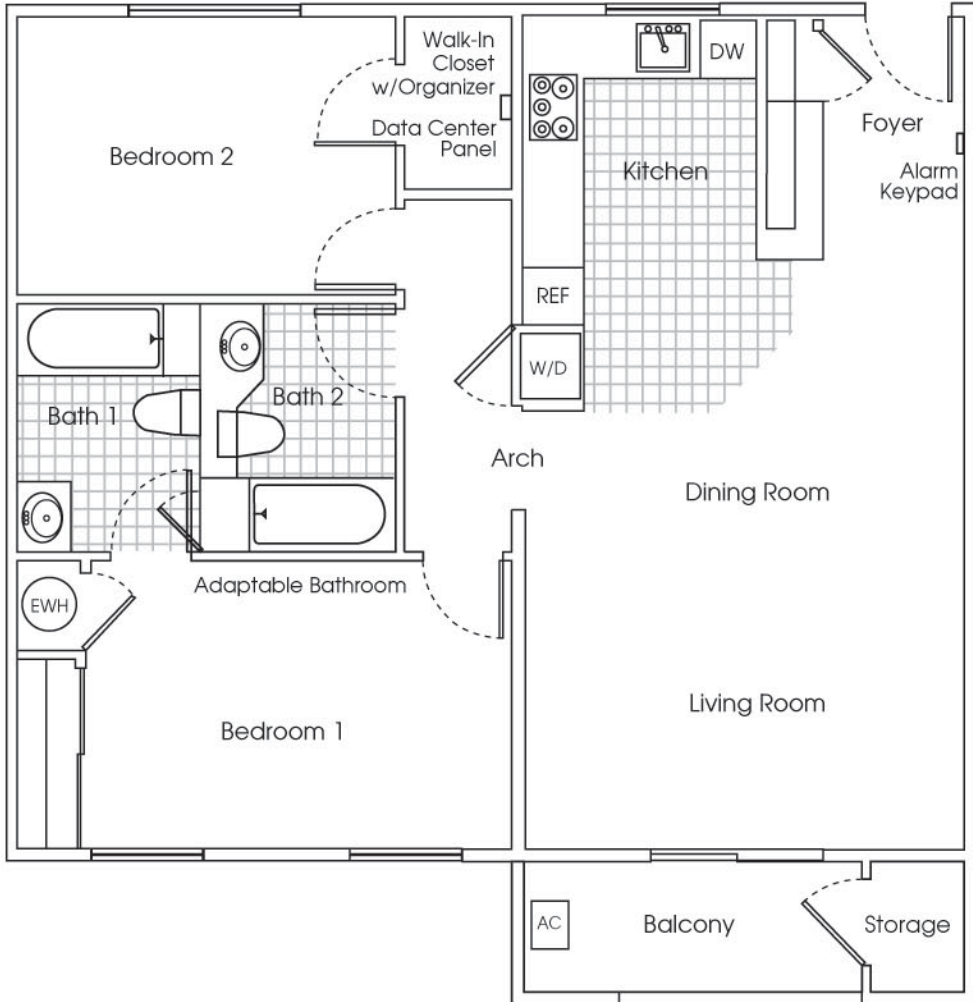 Walk-In
Closet
w/Organizer
Data Center
Panel
DW
Foyer
Bedroom 2
Kitchen
Alarm
Keypad
REF
W/D
Bath 2
Bath 1
Arch
Dining Room
Adaptable Bathroom
EWH
Living Room
Bedroom 1
AC
Balcony
Storage